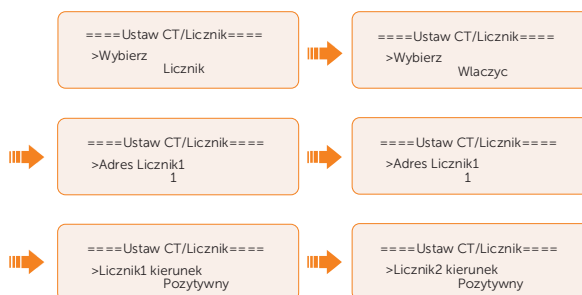 ====Ustaw CT/Licznik====
>Wybierz
Licznik
====Ustaw CT/Licznik====
>Wybierz
Wlaczyc
====Ustaw CT/Licznik====
>Adres Licznik1
1
====Ustaw CT/Licznik====
>Adres Licznik1
1
====Ustaw CT/Licznik====
>Licznik1 kierunek
Pozytywny
====Ustaw CT/Licznik====
>Licznik2 kierunek
Pozytywny